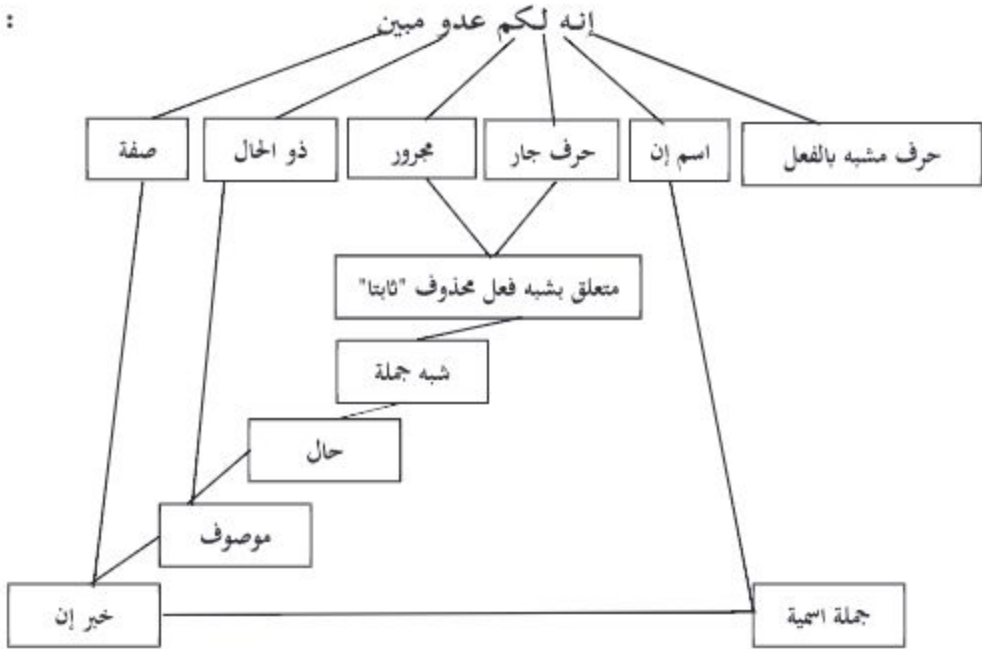 :
إنه لكم عدو مبين
حرف مشبه بالفعل
اسم إن
حرف جار
مجرور
ذو الحال
صفة
متعلق بشبه فعل محذوف "ثابتا"
شبه جملة
حال
موصوف
خبر إن
جملة اسمية